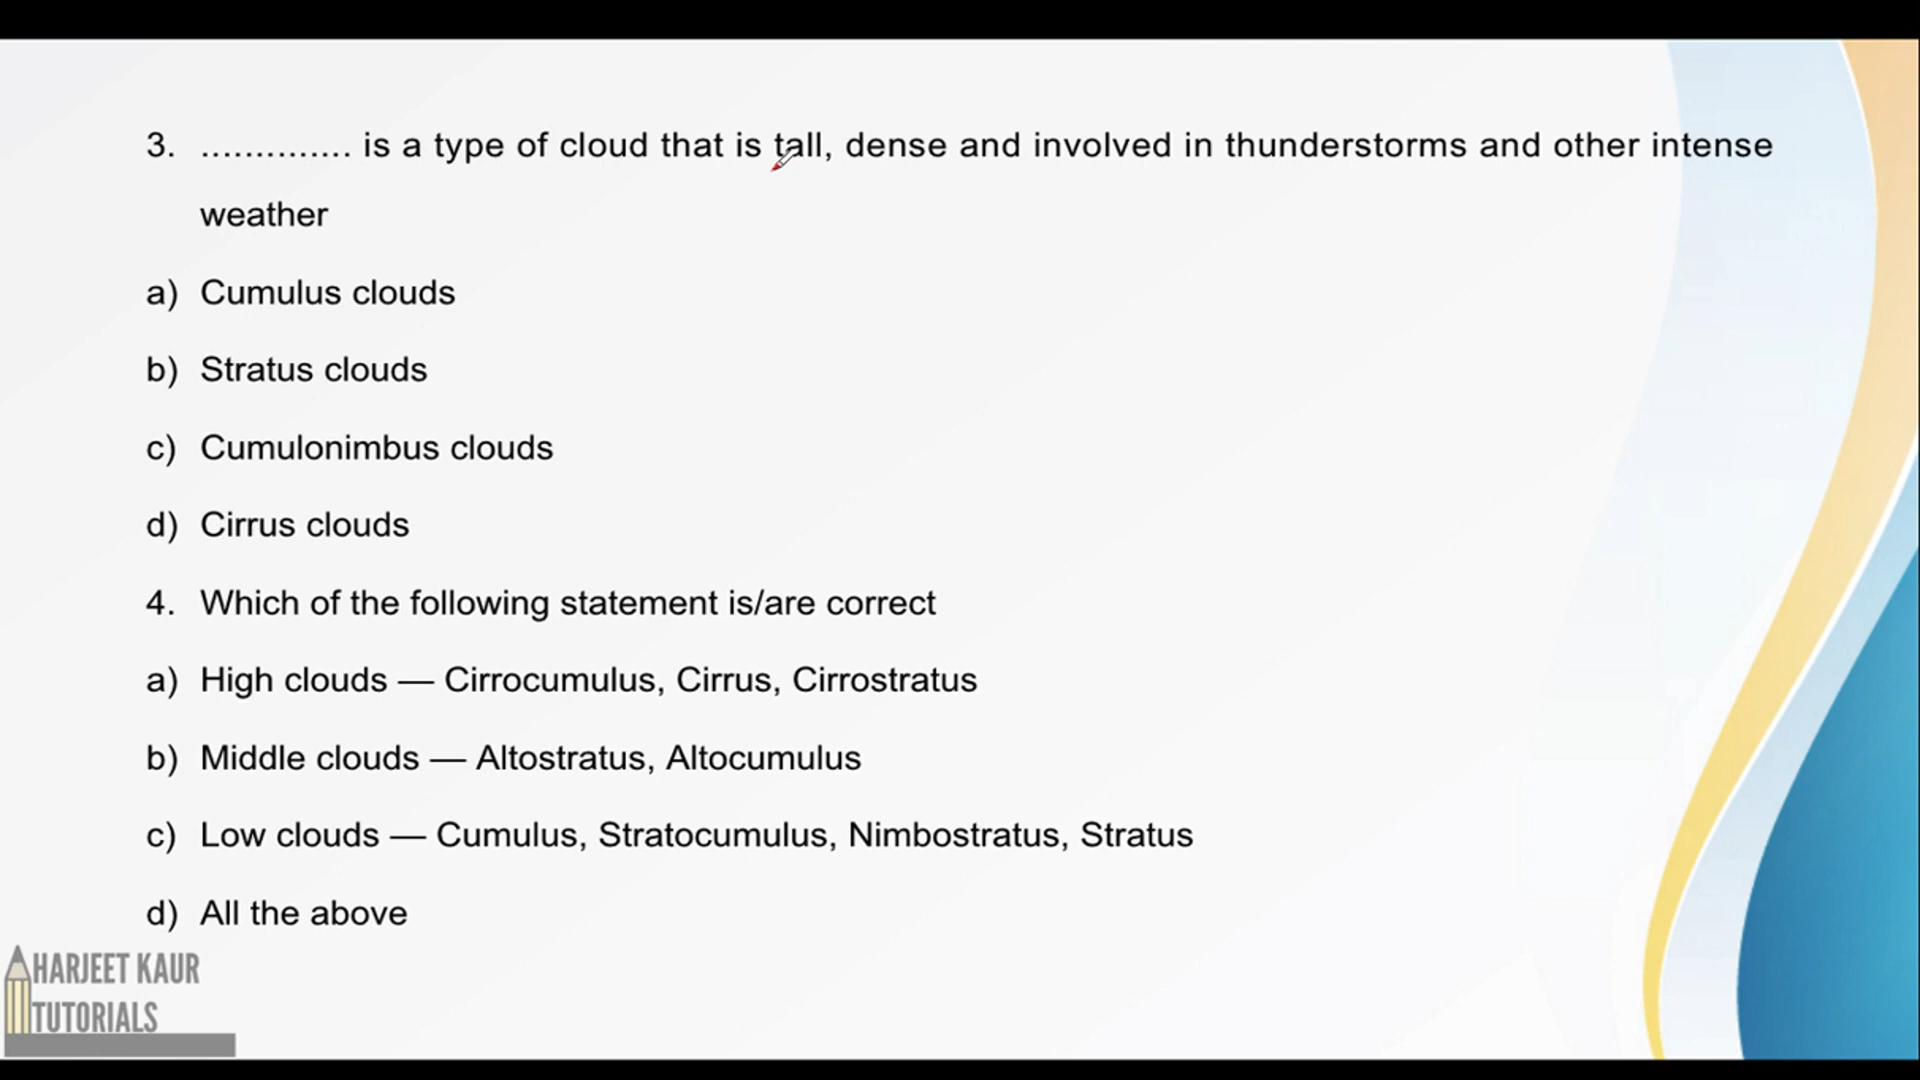 3. .............. is a type of cloud that is tall, dense and involved in thunderstorms and other intense
weather
a) Cumulus clouds
b) Stratus clouds
c) Cumulonimbus clouds
d) Cirrus clouds
4. Which of the following statement is/are correct
a) High clouds — Cirrocumulus, Cirrus, Cirrostratus
b) Middle clouds — Altostratus, Altocumulus
c) Low clouds — Cumulus, Stratocumulus, Nimbostratus, Stratus
d) All the above
HARJEET KAUR
TUTORIALS